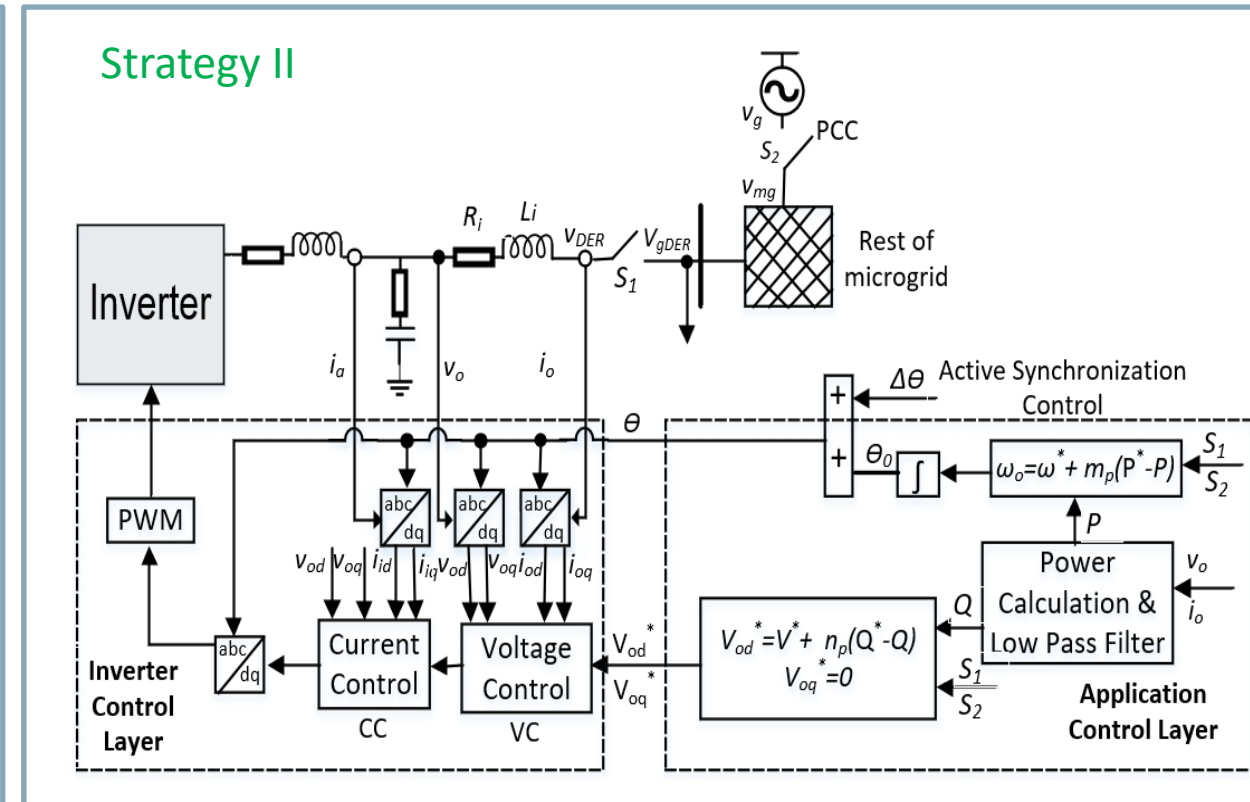 Strategy II
v_g
S_2
PCC
v_mg
R_i
Li
v_DER
V_gDER
S_1
Rest of
microgrid
Inverter
i_a
v_o
i_o
Δθ
Active Synchronization
Control
θ
+
+
θ_0
∫
ω_o=ω^*+ m_p(P^*-P)
S_1
S_2
PWM
abc
dq
abc
dq
abc
dq
P
v_od
v_oq
i_id
i_iq
v_od
v_oq
i_od
i_oq
Power
Calculation &
Low Pass Filter
v_o
i_o
Q
Current
Control
CC
Voltage
Control
VC
V_od^*
V_oq^*
V_od^*=V^*+ n_p(Q^*-Q)
V_oq^*=0
S_1
S_2
abc
dq
Inverter
Control
Layer
Application
Control Layer